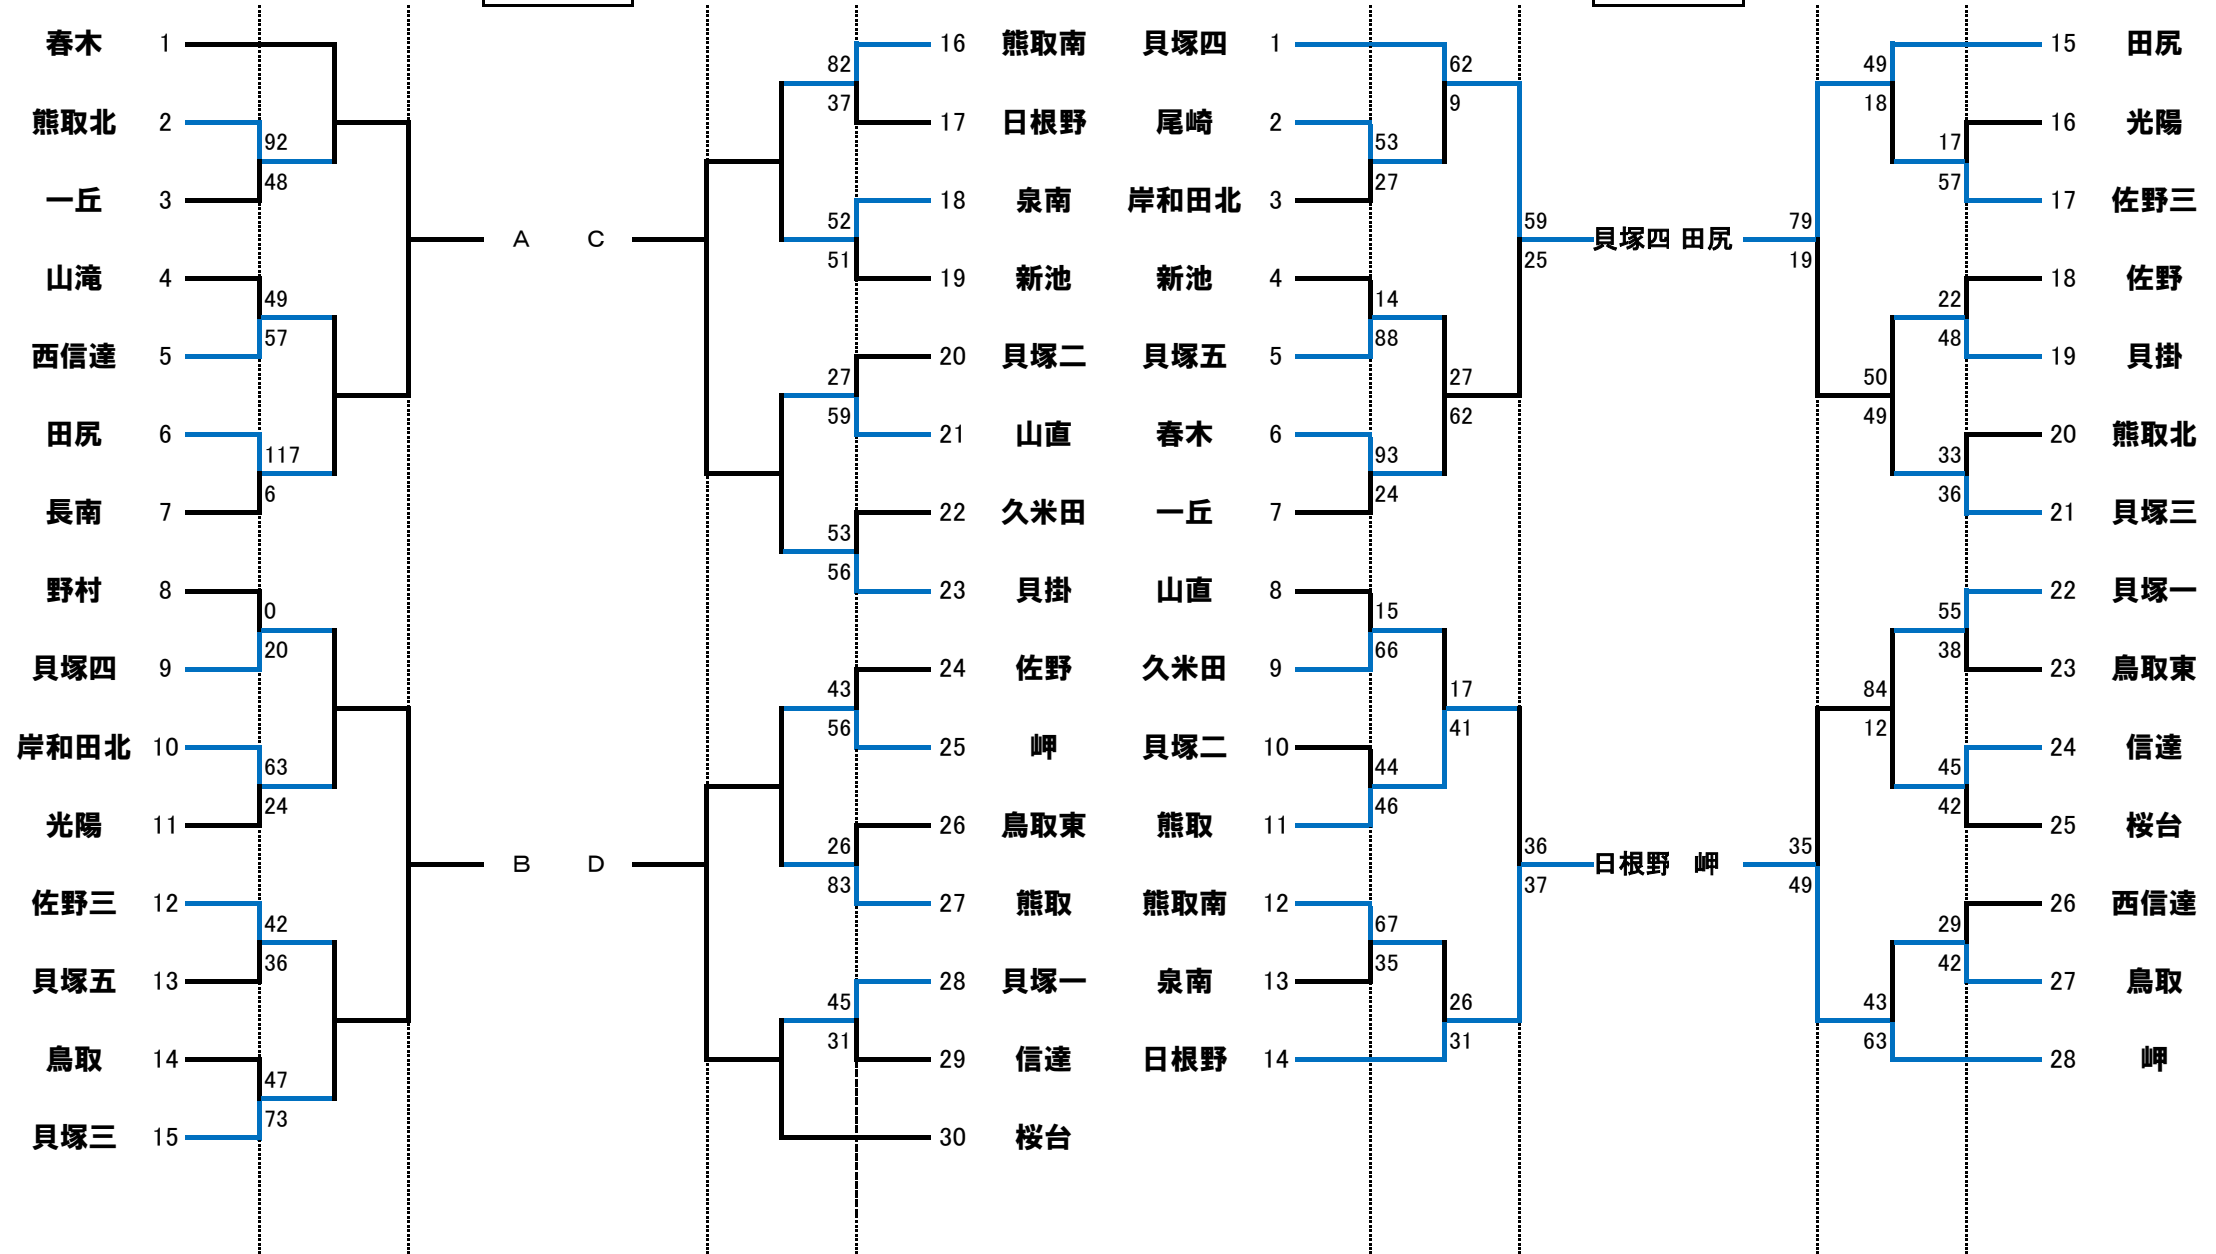 春木 1 16 熊取南 貝塚四 1 15 田尻
82 62 49
37 9 18
熊取北 2 17 日根野 尾崎 2 16 光陽
92 53 17
48 27 57
一丘 3 18 泉南 岸和田北 3 17 佐野三
52 59 79
A C 貝塚四 田尻
51 25 19
山滝 4 19 新池 新池 4 18 佐野
49 14 22
57 88 48
西信達 5 20 貝塚二 貝塚五 5 19 貝掛
27 27 50
59 62 49
田尻 6 21 山直 春木 6 20 熊取北
117 93 33
6 24 36
長南 7 22 久米田 一丘 7 21 貝塚三
53
56
野村 8 23 貝掛 山直 8 22 貝塚一
0 15 55
20 66 38
貝塚四 9 24 佐野 久米田 9 23 鳥取東
43 17 84
56 41 12
岸和田北 10 25 岬 貝塚二 10 24 信達
63 44 45
24 46 42
光陽 11 26 鳥取東 熊取 11 25 桜台
26 36 35
B D 日根野 岬
83 37 49
佐野三 12 27 熊取 熊取南 12 26 西信達
42 67 29
36 35 42
貝塚五 13 28 貝塚一 泉南 13 27 鳥取
45 26 43
31 31 63
鳥取 14 29 信達 日根野 14 28 岬
47
73
貝塚三 15 30 桜台